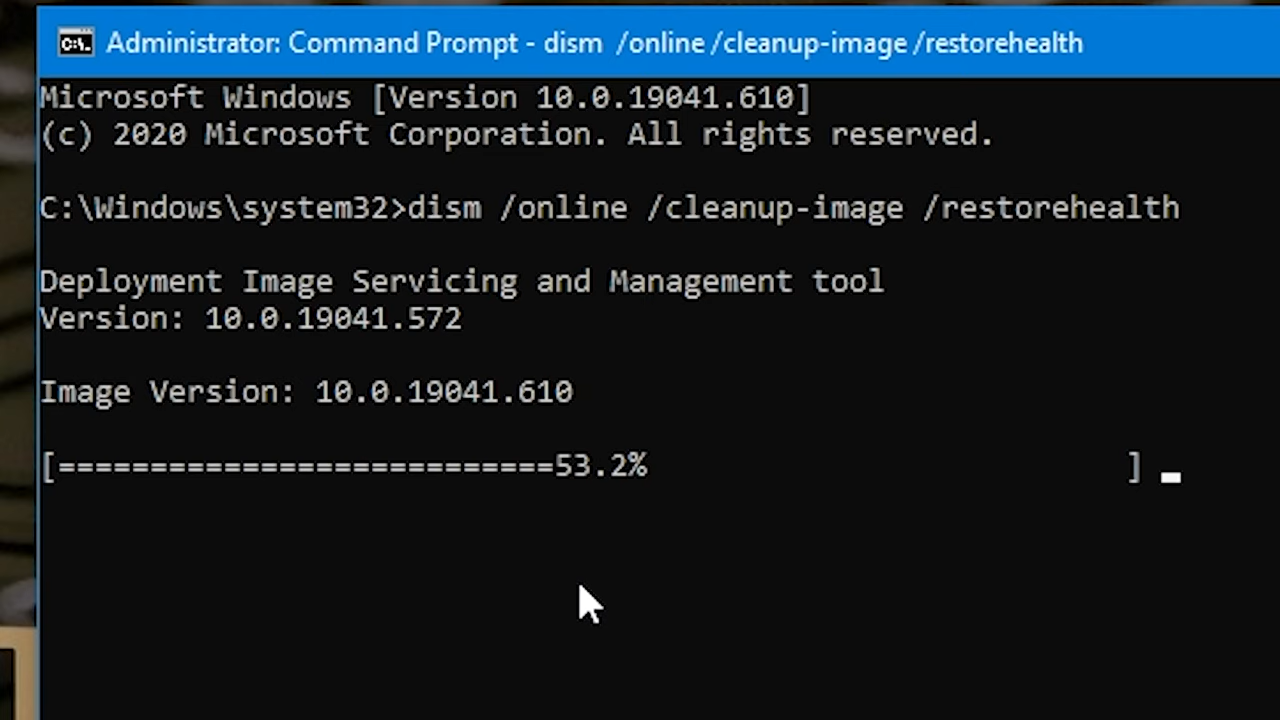 Administrator: Command Prompt - dism  /online /cleanup-image /restorehealth
Microsoft Windows [Version 10.0.19041.610]
(c) 2020 Microsoft Corporation. All rights reserved.
C:\Windows\system32>dism /online /cleanup-image /restorehealth
Deployment Image Servicing and Management tool
Version: 10.0.19041.572
Image Version: 10.0.19041.610
[===========================53.2%                          ]